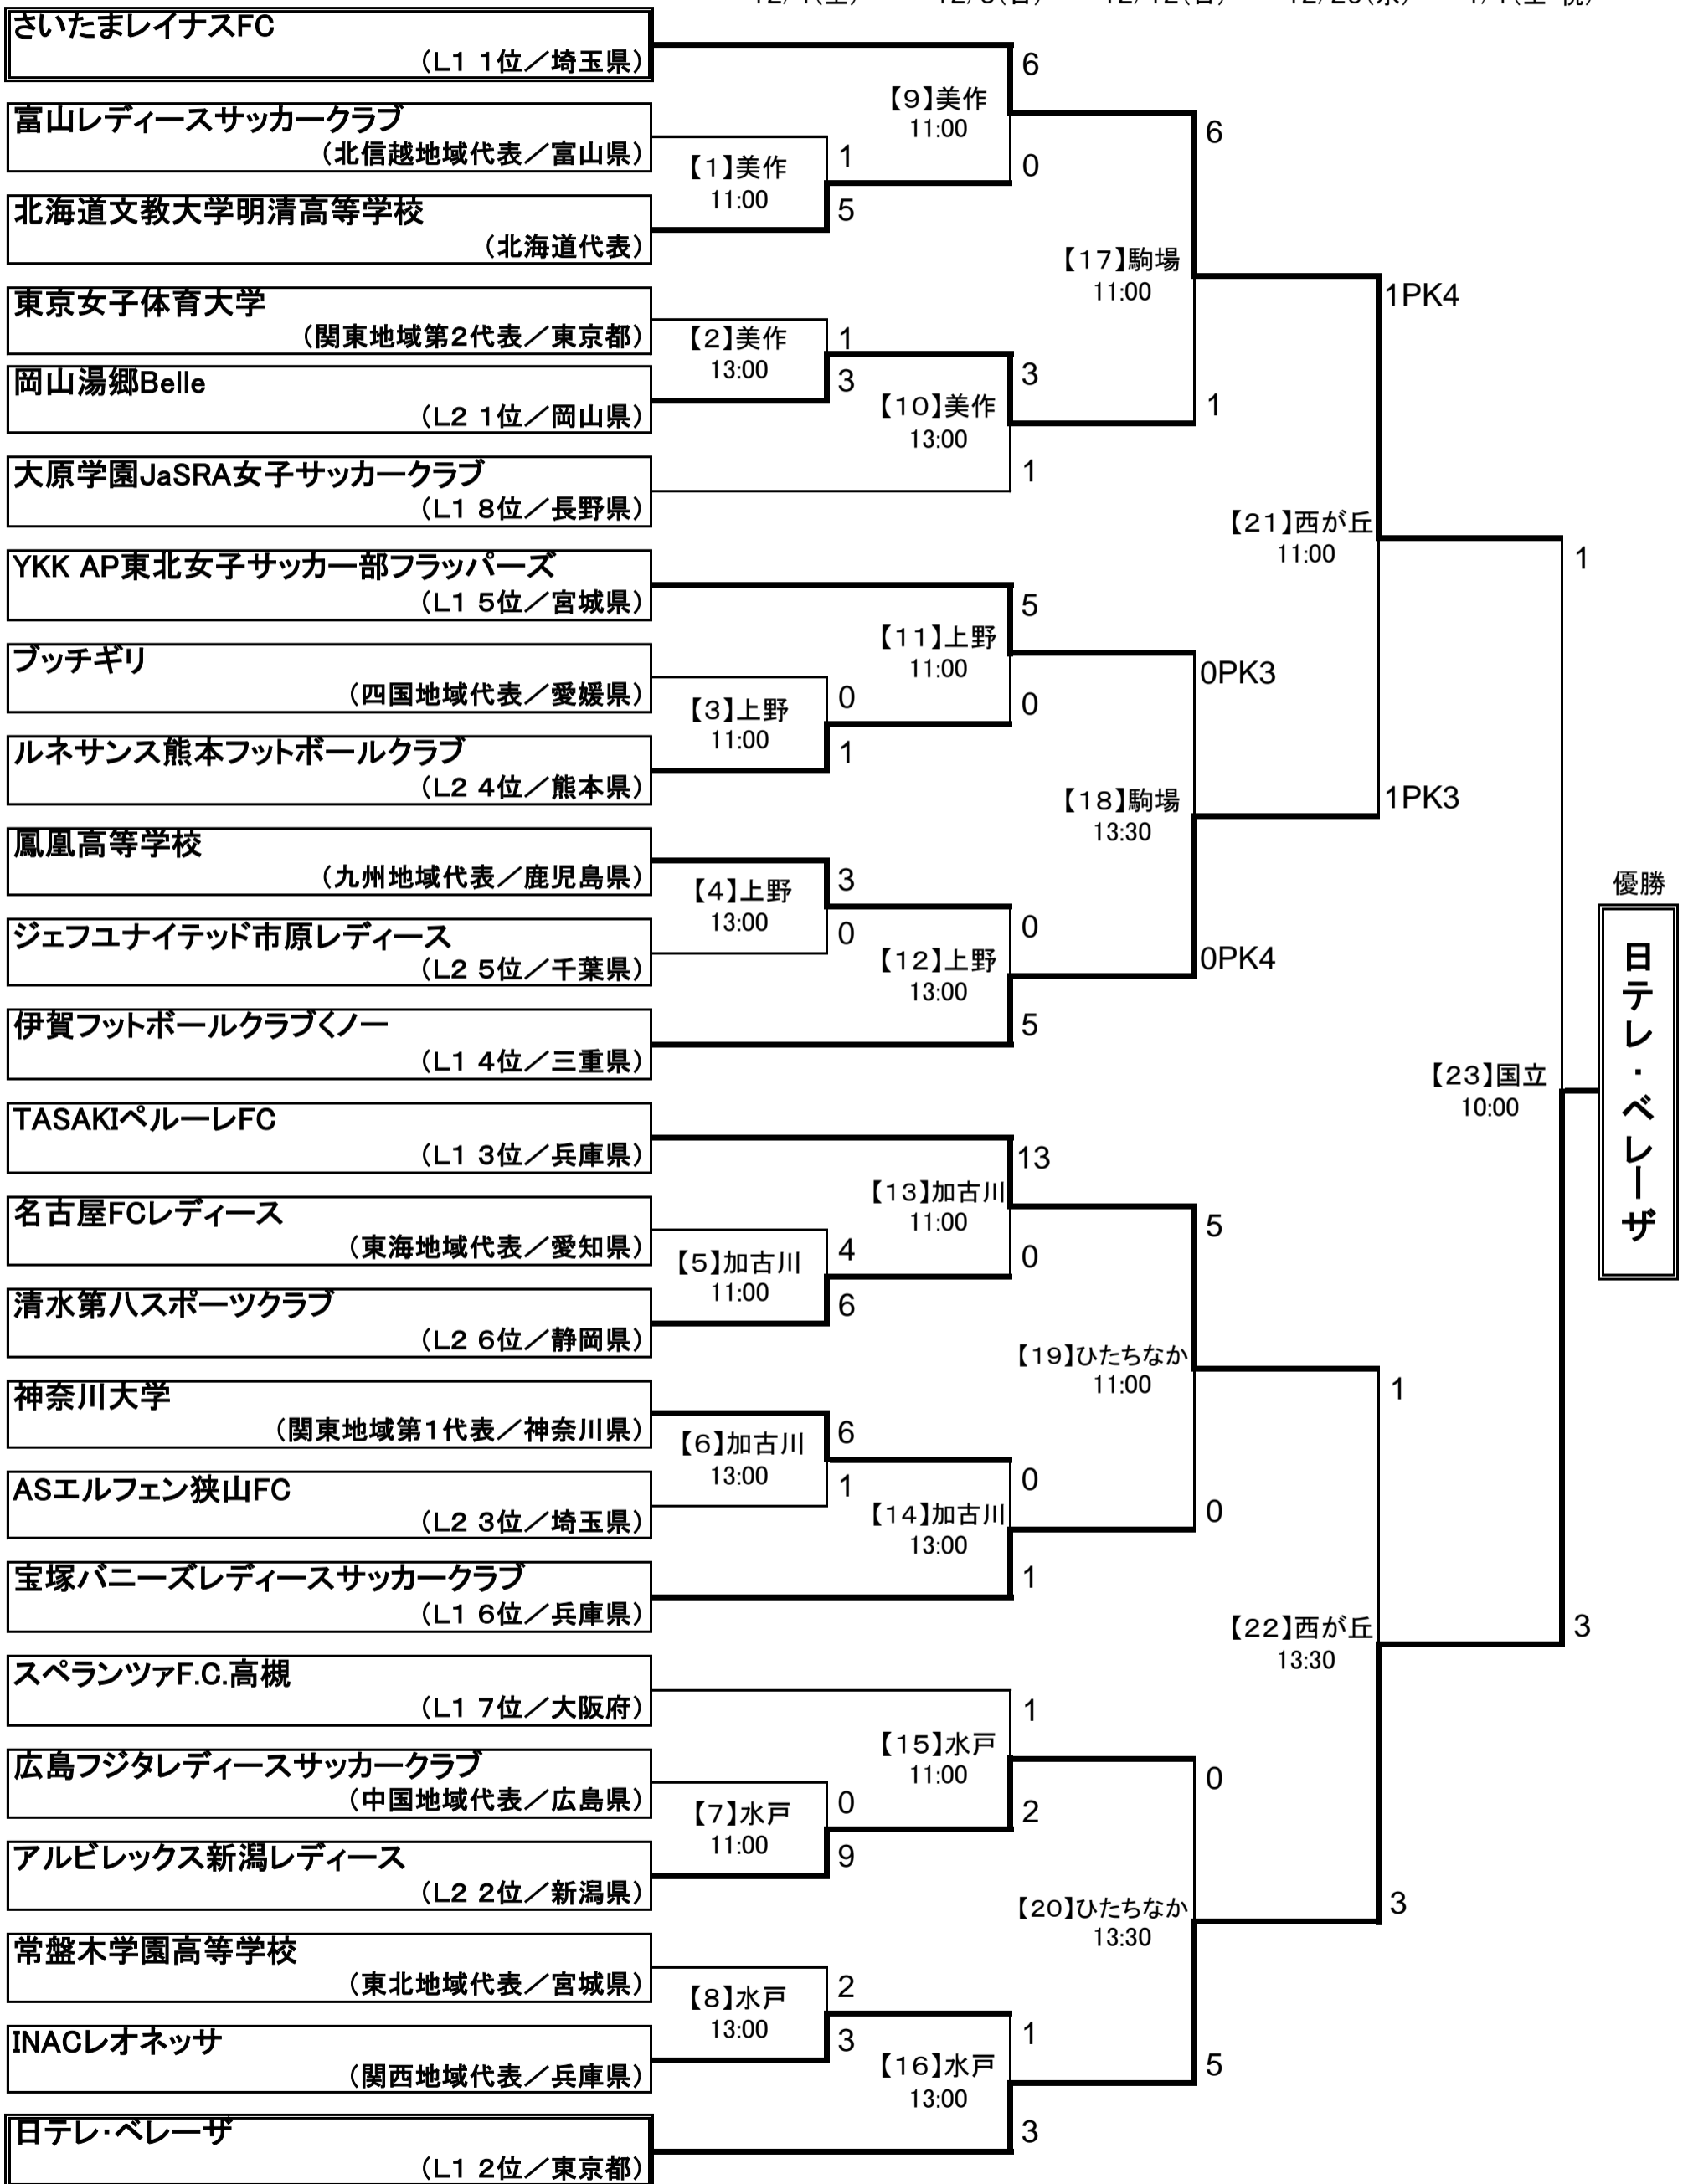 さいたまレイナスFC
（L1 1位／埼玉県）
富山レディースサッカークラブ
（北信越地域代表／富山県）
北海道文教大学明清高等学校
（北海道代表）
東京女子体育大学
（関東地域第2代表／東京都）
岡山湯郷Belle
（L2 1位／岡山県）
大原学園JaSRA女子サッカークラブ
（L1 8位／長野県）
YKK AP東北女子サッカー部フラッパーズ
（L1 5位／宮城県）
ブッチギリ
（四国地域代表／愛媛県）
ルネサンス熊本フットボールクラブ
（L2 4位／熊本県）
鳳凰高等学校
（九州地域代表／鹿児島県）
ジェフユナイテッド市原レディース
（L2 5位／千葉県）
伊賀フットボールクラブくノー
（L1 4位／三重県）
TASAKIペルーレFC
（L1 3位／兵庫県）
名古屋FCレディース
（東海地域代表／愛知県）
清水第八スポーツクラブ
（L2 6位／静岡県）
神奈川大学
（関東地域第1代表／神奈川県）
ASエルフェン狭山FC
（L2 3位／埼玉県）
宝塚バニーズレディースサッカークラブ
（L1 6位／兵庫県）
スペランツァF.C.高槻
（L1 7位／大阪府）
広島フジタレディースサッカークラブ
（中国地域代表／広島県）
アルビレックス新潟レディース
（L2 2位／新潟県）
常盤木学園高等学校
（東北地域代表／宮城県）
INACレオネッサ
（関西地域代表／兵庫県）
日テレ・ベレーザ
（L1 2位／東京都）
【1】美作
11:00
1
5
【2】美作
13:00
1
3
【3】上野
11:00
0
1
【4】上野
13:00
3
0
【5】加古川
11:00
4
6
【6】加古川
13:00
6
1
【7】水戸
11:00
0
9
【8】水戸
13:00
2
3
【9】美作
11:00
6
0
【10】美作
13:00
3
1
【11】上野
11:00
5
0
【12】上野
13:00
0
5
【13】加古川
11:00
13
0
【14】加古川
13:00
0
1
【15】水戸
11:00
1
2
【16】水戸
13:00
1
3
【17】駒場
11:00
6
1
【18】駒場
13:30
0PK3
0PK4
【19】ひたちなか
11:00
5
0
【20】ひたちなか
13:30
0
5
【21】西が丘
11:00
1PK4
1PK3
【22】西が丘
13:30
1
3
【23】国立
10:00
1
3
優勝
日テレ・ベレーザ